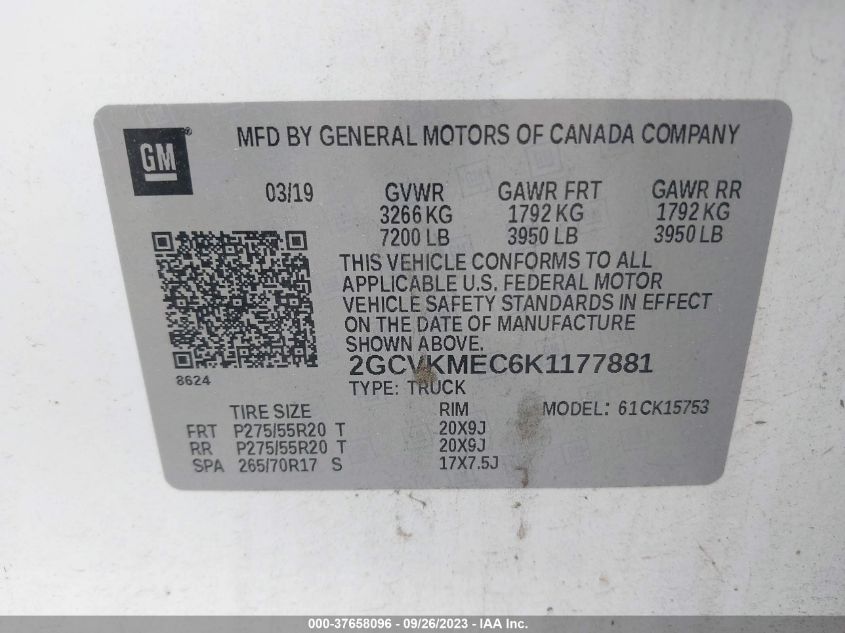 GM
MFD BY GENERAL MOTORS OF CANADA COMPANY
03/19 GVWR GAWR FRT GAWR RR
3266 KG 1792 KG 1792 KG
7200 LB 3950 LB 3950 LB
THIS VEHICLE CONFORMS TO ALL
APPLICABLE U.S. FEDERAL MOTOR
VEHICLE SAFETY STANDARDS IN EFFECT
ON THE DATE OF MANUFACTURE
SHOWN ABOVE.
2GCVKMEC6K1177881
8624
TYPE: TRUCK
TIRE SIZE RIM MODEL: 61CK15753
FRT P275/55R20 T 20X9J
RR P275/55R20 T 20X9J
SPA 265/70R17 S 17X7.5J
000-37658096 - 09/26/2023 - IAA Inc.